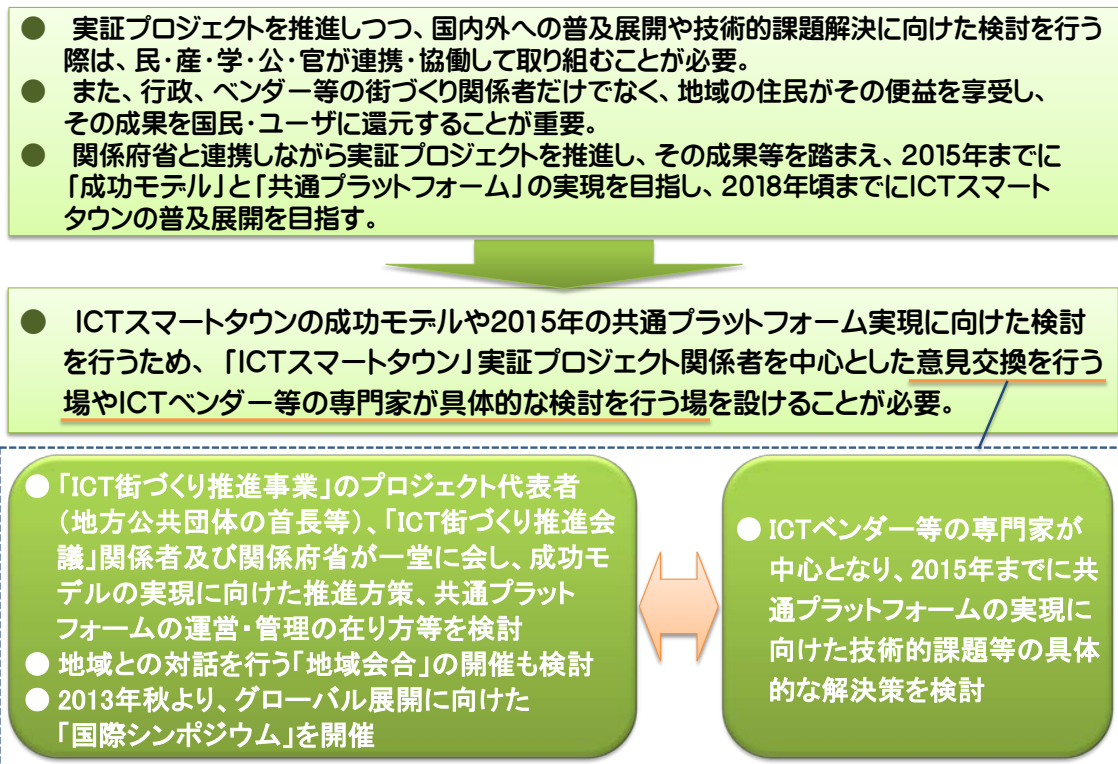 ● 実証プロジェクトを推進しつつ、国内外への普及展開や技術的課題解決に向けた検討を行う
際は、民・産・学・公・官が連携・協働して取り組むことが必要。
● また、行政、ベンダー等の街づくり関係者だけでなく、地域の住民がその便益を享受し、
その成果を国民・ユーザに還元することが重要。
● 関係府省と連携しながら実証プロジェクトを推進し、その成果等を踏まえ、2015年までに
「成功モデル」と「共通プラットフォーム」の実現を目指し、2018年頃までにICTスマート
タウンの普及展開を目指す。
● ICTスマートタウンの成功モデルや2015年の共通プラットフォーム実現に向けた検討
を行うため、「ICTスマートタウン」実証プロジェクト関係者を中心とした意見交換を行う
場やICTベンダー等の専門家が具体的な検討を行う場を設けることが必要。
● 「ICT街づくり推進事業」のプロジェクト代表者
（地方公共団体の首長等）、「ICT街づくり推進会
議」関係者及び関係府省が一堂に会し、成功モ
デルの実現に向けた推進方策、共通プラット
フォームの運営・管理の在り方等を検討
● 地域との対話を行う「地域会合」の開催も検討
● 2013年秋より、グローバル展開に向けた
「国際シンポジウム」を開催
● ICTベンダー等の専門家が
中心となり、2015年までに共
通プラットフォームの実現に
向けた技術的課題等の具体
的な解決策を検討